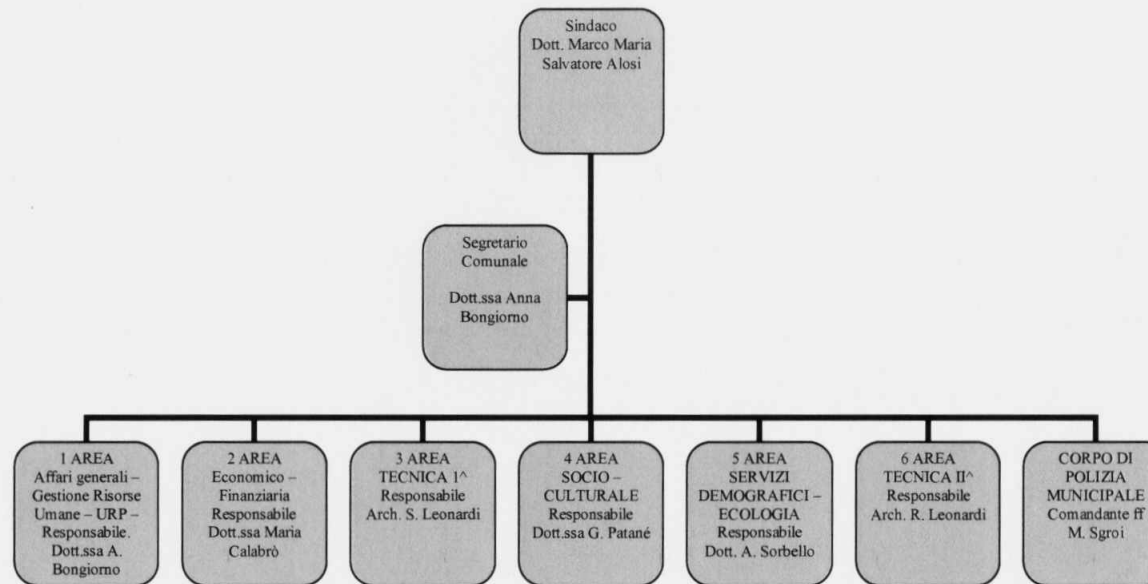 Sindaco
Dott. Marco Maria
Salvatore Alosi
Segretario
Comunale
Dott.ssa Anna
Bongiorno
1 AREA
Affari generali –
Gestione Risorse
Umane – URP –
Responsabile.
Dott.ssa A.
Bongiorno
2 AREA
Economico –
Finanziaria
Responsabile
Dott.ssa Maria
Calabrò
3 AREA
TECNICA I^
Responsabile
Arch. S. Leonardi
4 AREA
SOCIO –
CULTURALE
Responsabile
Dott.ssa G. Patané
5 AREA
SERVIZI
DEMOGRAFICI –
ECOLOGIA
Responsabile
Dott. A. Sorbello
6 AREA
TECNICA II^
Responsabile
Arch. R. Leonardi
CORPO DI
POLIZIA
MUNICIPALE
Comandante ff
M. Sgroi